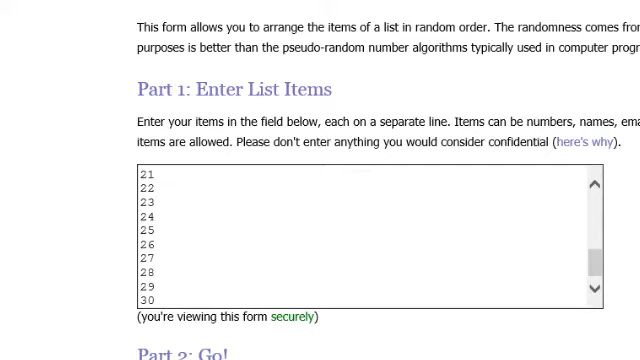 This form allows you to arrange the items of a list in random order. The randomness comes from
purposes is better than the pseudo-random number algorithms typically used in computer
Part 1: Enter List Items
Enter your items in the field below, each on a separate line. Items can be numbers, names,
items are allowed. Please don't enter anything you would consider confidential (here's why).
21
22
23
24
25
26
27
28
29
30
(you're viewing this form securely)
Part 2: Go!